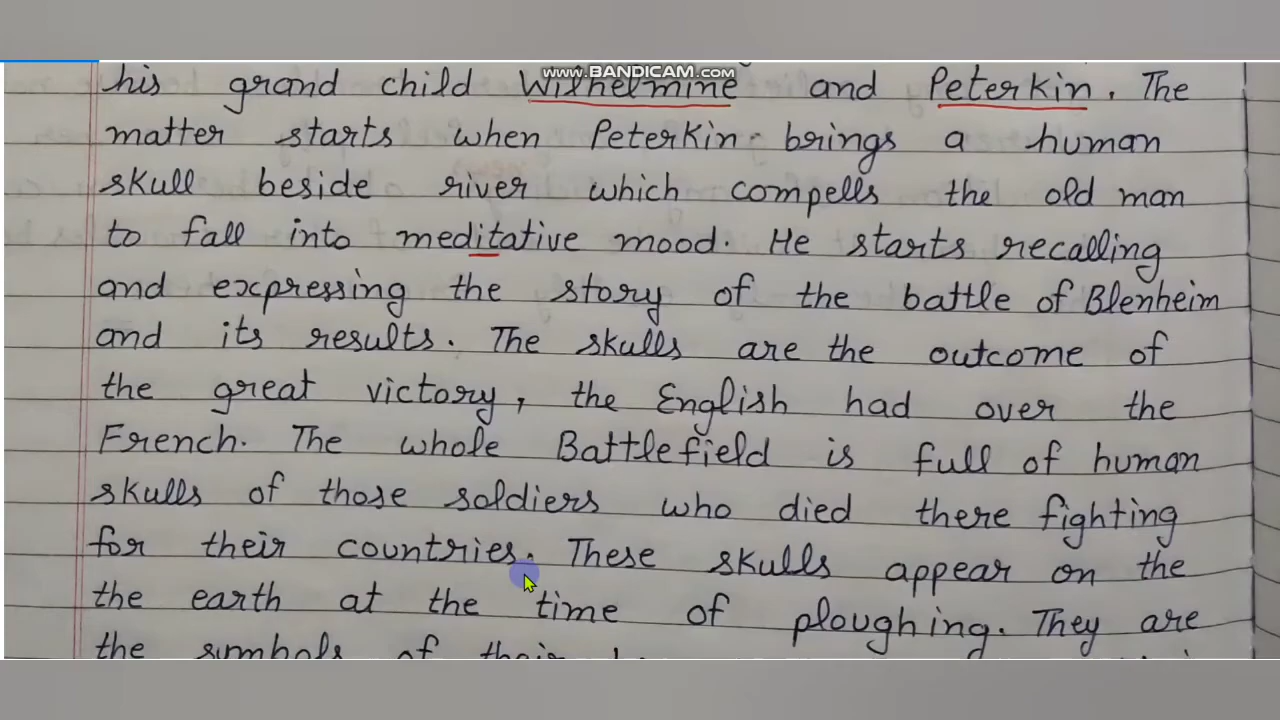 www.BANDICAM.com
his grand child Wilhelmine and Peterkin. The
matter starts when Peterkin brings a human
skull beside river which compells the old man
to fall into meditative mood. He starts recalling
and expressing the story of the battle of Blenheim
and its results. The skulls are the outcome of
the great victory, the English had over the
French. The whole Battlefield is full of human
skulls of those soldiers who died there fighting
for their countries. These skulls appear on the
the earth at the time of ploughing. They are
the symbols of their